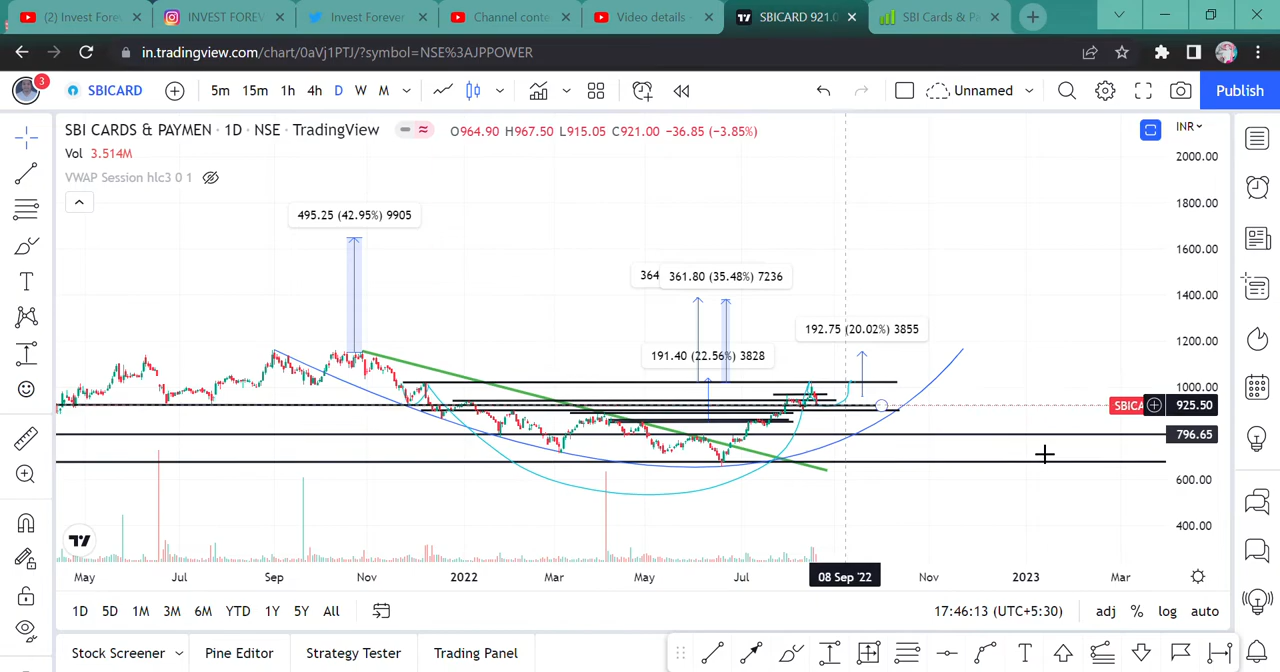 (2) Invest Forev
INVEST FOREV
Invest Forever
Channel conte
Video details
SBICARD 921.0
SBI Cards & Pa
in.tradingview.com/chart/0aVj1PTJ/?symbol=NSE%3AJPPOWER
3
SBICARD
5m 15m 1h 4h D W M
Unnamed
Publish
SBI CARDS & PAYMEN · 1D · NSE · TradingView
O964.90 H967.50 L915.05 C921.00 −36.85 (−3.85%)
INR
Vol 3.514M
VWAP Session hlc3 0 1
2000.00
1800.00
1600.00
1400.00
1200.00
1000.00
495.25 (42.95%) 9905
364
361.80 (35.48%) 7236
192.75 (20.02%) 3855
191.40 (22.56%) 3828
SBICA
925.50
796.65
600.00
400.00
May Jul Sep Nov 2022 Mar May Jul 08 Sep '22 Nov 2023 Mar
1D 5D 1M 3M 6M YTD 1Y 5Y All
17:46:13 (UTC+5:30) adj % log auto
Stock Screener Pine Editor Strategy Tester Trading Panel